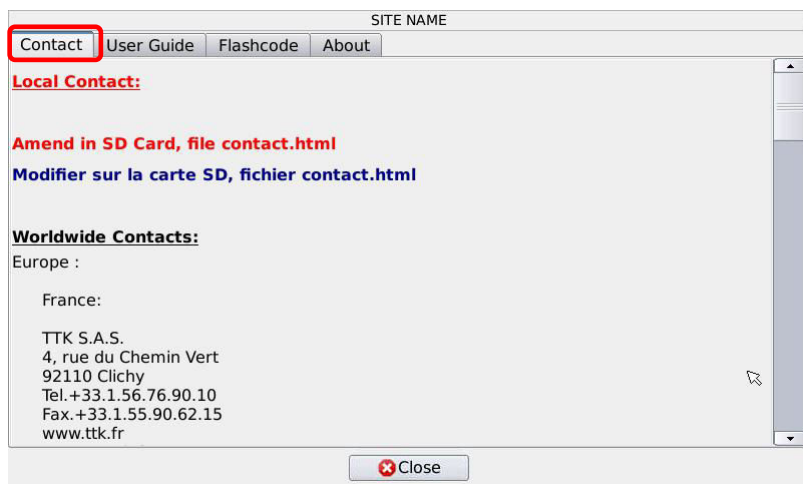 SITE NAME
Contact User Guide Flashcode About
Local Contact:
Amend in SD Card, file contact.html
Modifier sur la carte SD, fichier contact.html
Worldwide Contacts:
Europe :
France:
TTK S.A.S.
4, rue du Chemin Vert
92110 Clichy
Tel.+33.1.56.76.90.10
Fax.+33.1.55.90.62.15
www.ttk.fr
Close